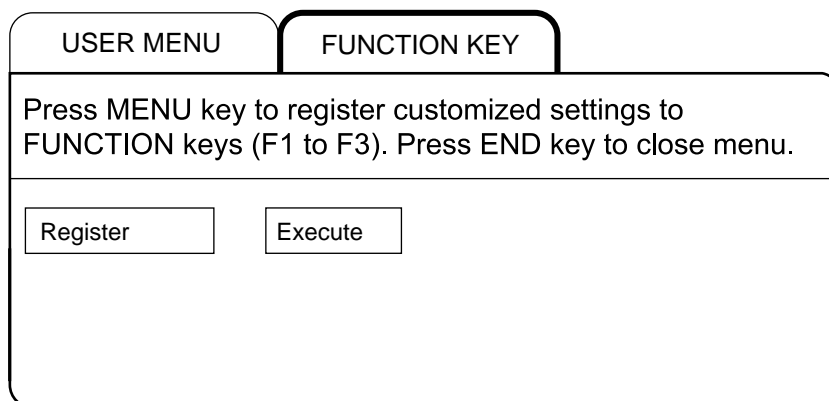 USER MENU
FUNCTION KEY
Press MENU key to register customized settings to
FUNCTION keys (F1 to F3). Press END key to close menu.
Register
Execute